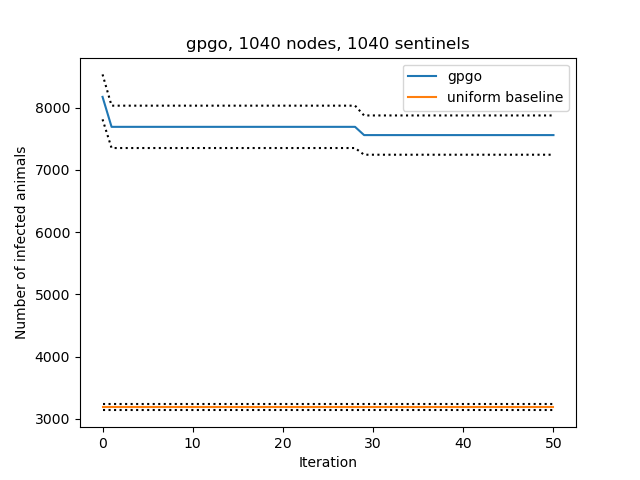 gpgo, 1040 nodes, 1040 sentinels
gpgo
uniform baseline
Number of infected animals
8000
7000
6000
5000
4000
3000
0 10 20 30 40 50
Iteration